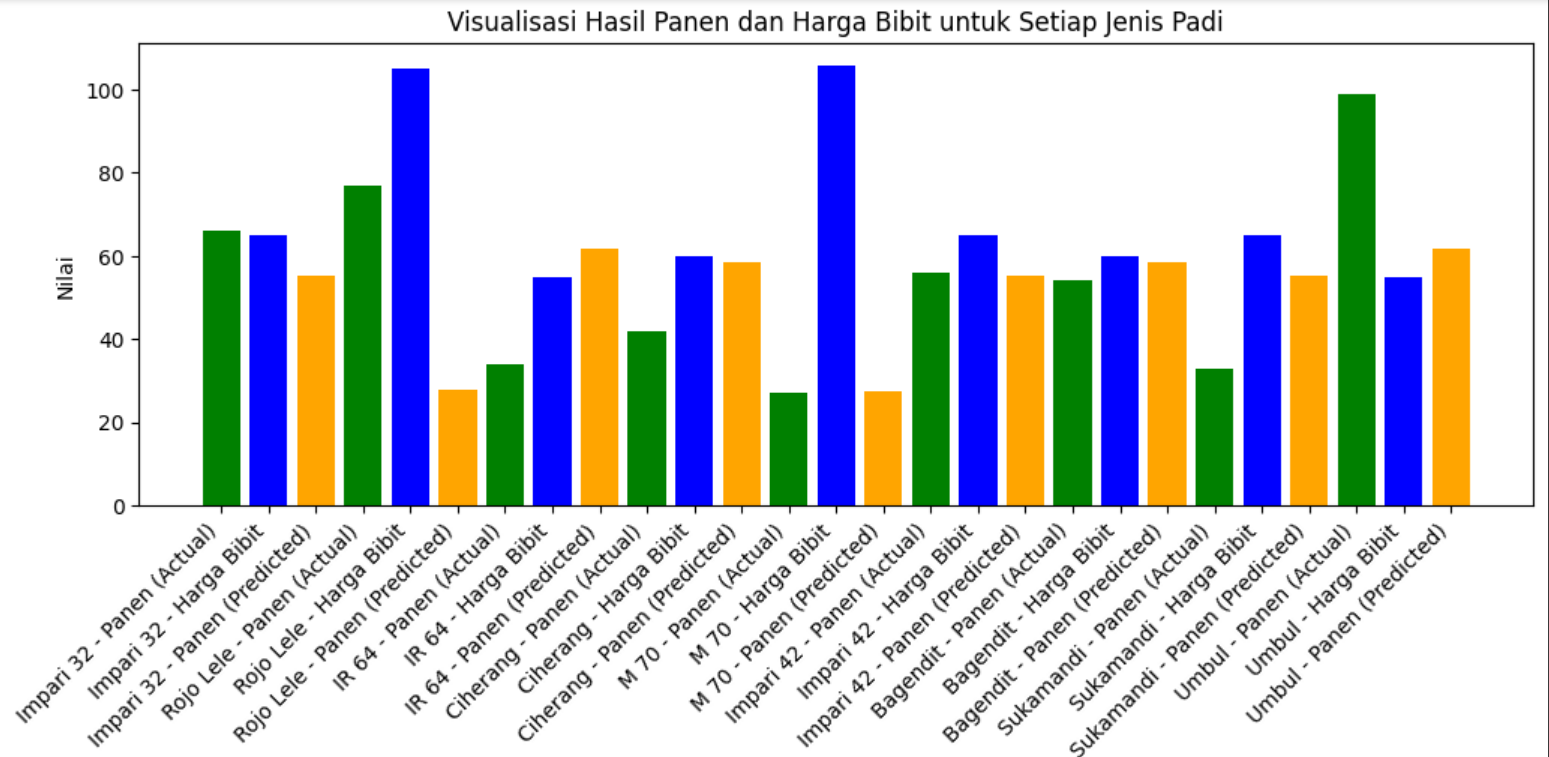 Visualisasi Hasil Panen dan Harga Bibit untuk Setiap Jenis Padi
Nilai
100
80
60
40
20
0
Impari 32 - Panen (Actual)
Impari 32 - Harga Bibit
Impari 32 - Panen (Predicted)
Rojo Lele - Panen (Actual)
Rojo Lele - Harga Bibit
Rojo Lele - Panen (Predicted)
IR 64 - Panen (Actual)
IR 64 - Harga Bibit
IR 64 - Panen (Predicted)
Ciherang - Panen (Actual)
Ciherang - Harga Bibit
Ciherang - Panen (Predicted)
M 70 - Panen (Actual)
M 70 - Harga Bibit
M 70 - Panen (Predicted)
Impari 42 - Panen (Actual)
Impari 42 - Harga Bibit
Impari 42 - Panen (Predicted)
Bagendit - Panen (Actual)
Bagendit - Harga Bibit
Bagendit - Panen (Predicted)
Sukamandi - Panen (Actual)
Sukamandi - Harga Bibit
Sukamandi - Panen (Predicted)
Umbul - Panen (Actual)
Umbul - Harga Bibit
Umbul - Panen (Predicted)